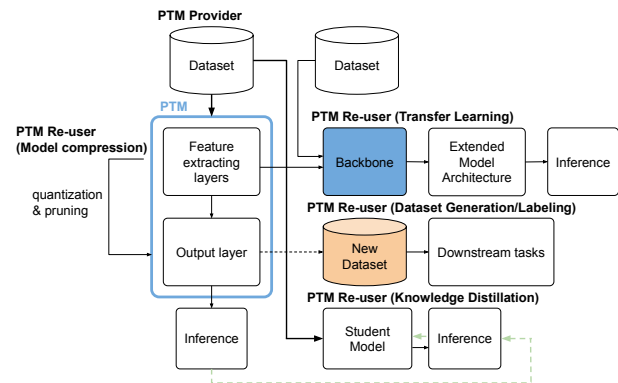 PTM Provider
Dataset
Dataset
PTM
PTM Re-user (Transfer Learning)
PTM Re-user
(Model compression)
Feature
extracting
layers
Backbone
Extended
Model
Architecture
Inference
quantization
& pruning
PTM Re-user (Dataset Generation/Labeling)
Output layer
New
Dataset
Downstream tasks
PTM Re-user (Knowledge Distillation)
Inference
Student
Model
Inference